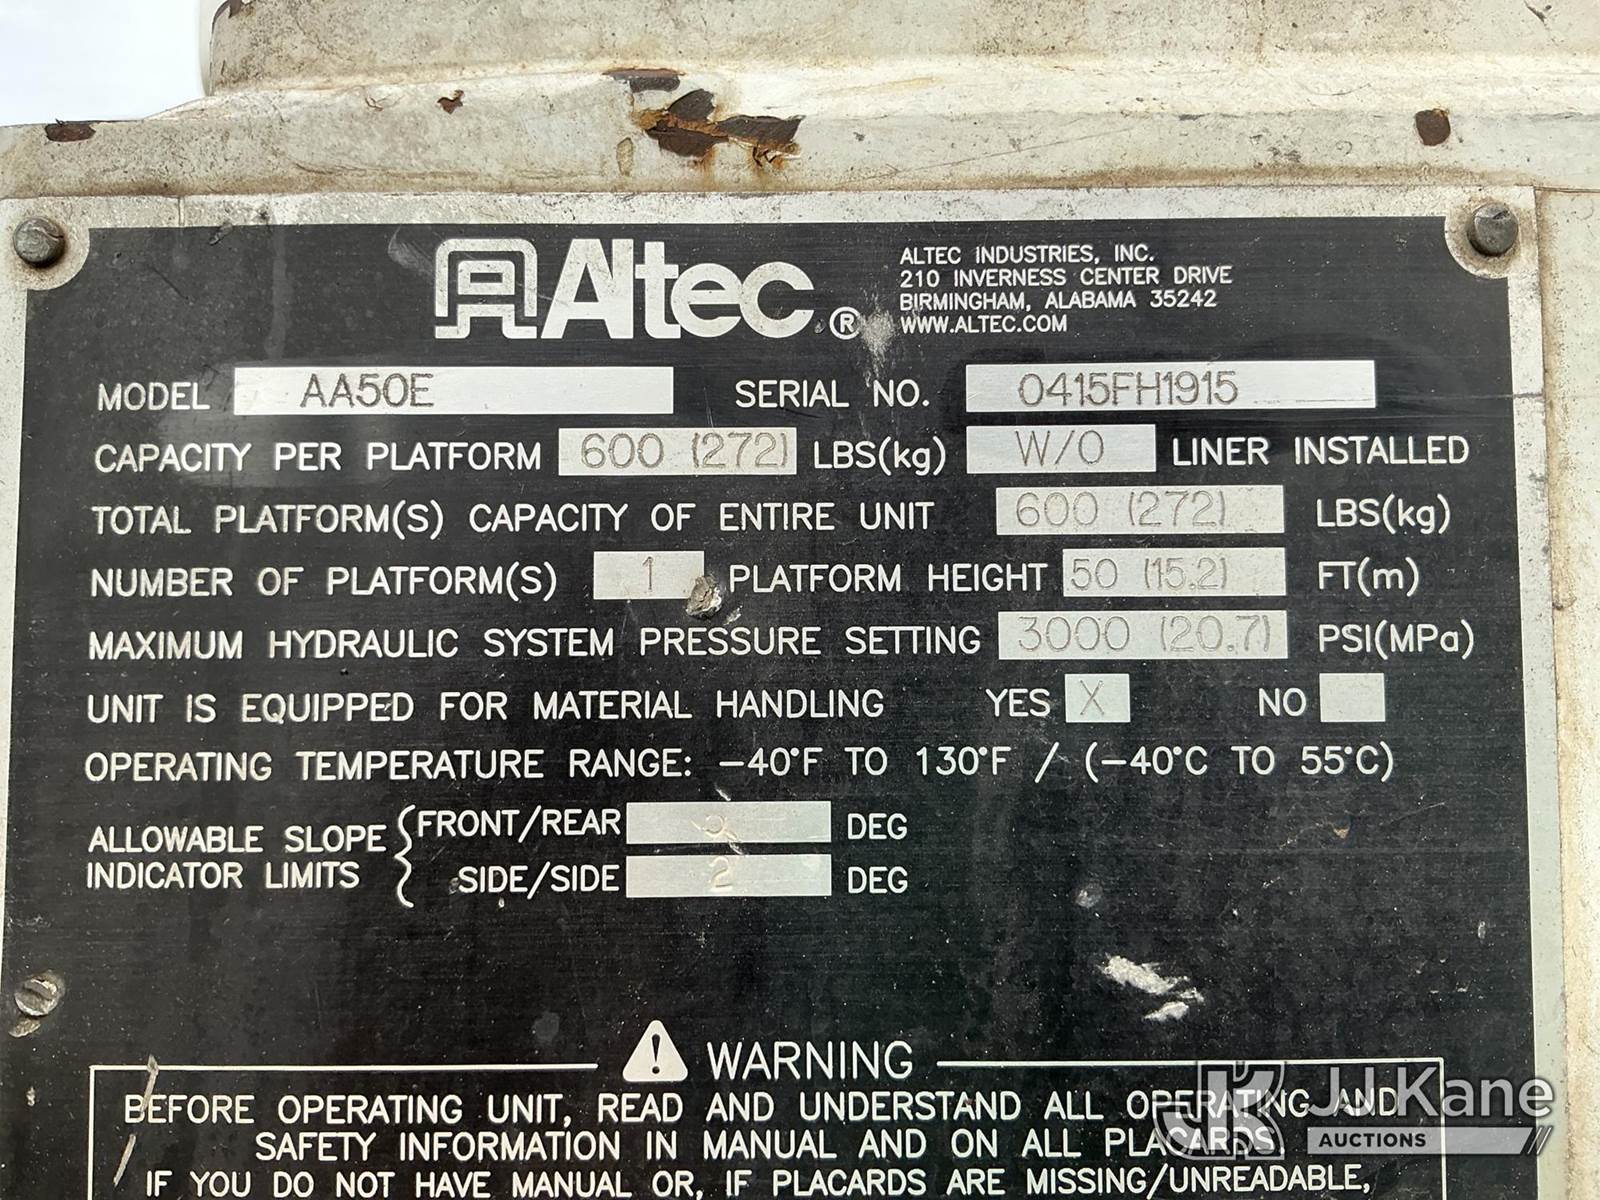 Altec®
ALTEC INDUSTRIES, INC.
210 INVERNESS CENTER DRIVE
BIRMINGHAM, ALABAMA 35242
WWW.ALTEC.COM
MODEL AA50E SERIAL NO. 0415FH1915
CAPACITY PER PLATFORM 600 (272) LBS(kg) W/O LINER INSTALLED
TOTAL PLATFORM(S) CAPACITY OF ENTIRE UNIT 600 (272) LBS(kg)
NUMBER OF PLATFORM(S) 1 PLATFORM HEIGHT 50 (15.2) FT(m)
MAXIMUM HYDRAULIC SYSTEM PRESSURE SETTING 3000 (20.7) PSI(MPa)
UNIT IS EQUIPPED FOR MATERIAL HANDLING YES X NO
OPERATING TEMPERATURE RANGE: -40°F TO 130°F / (-40°C TO 55°C)
ALLOWABLE SLOPE INDICATOR LIMITS
FRONT/REAR DEG
SIDE/SIDE 2 DEG
WARNING
BEFORE OPERATING UNIT, READ AND UNDERSTAND ALL OPERATING AND
SAFETY INFORMATION IN MANUAL AND ON ALL PLACARDS
IF YOU DO NOT HAVE MANUAL OR, IF PLACARDS ARE MISSING/UNREADABLE,
JJ Kane
AUCTIONS